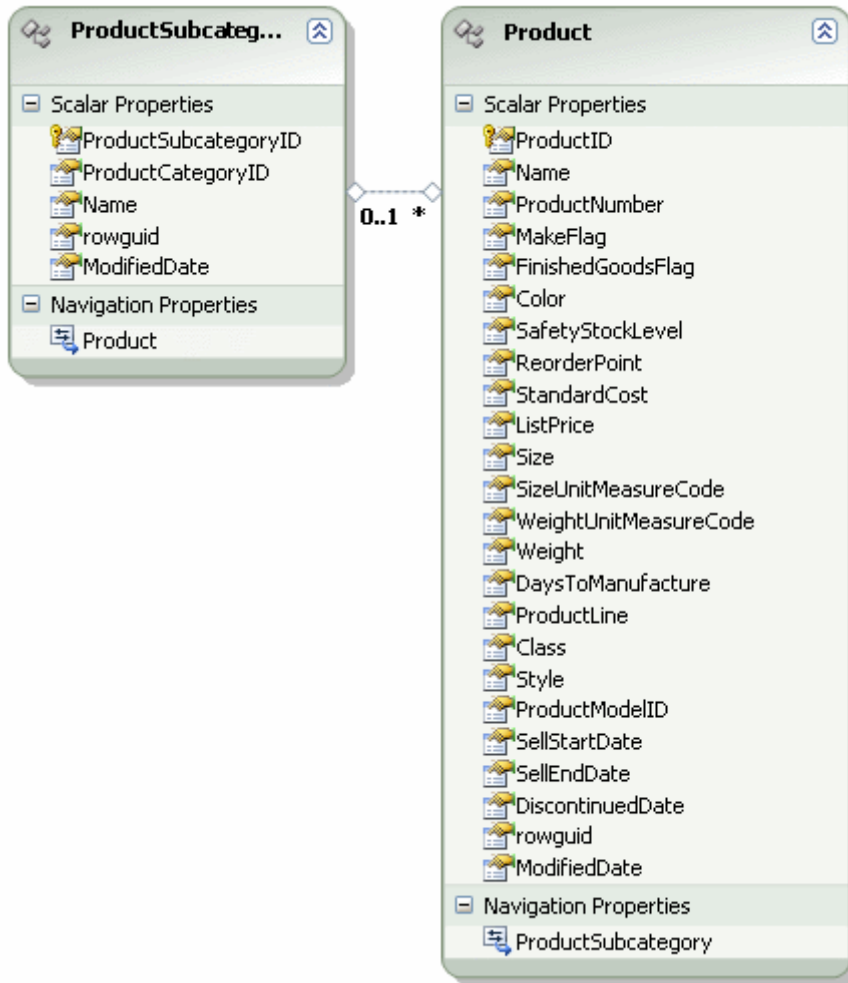 ProductSubcateg...
Scalar Properties
ProductSubcategoryID
ProductCategoryID
Name
rowguid
ModifiedDate
Navigation Properties
Product
0..1 *
Product
Scalar Properties
ProductID
Name
ProductNumber
MakeFlag
FinishedGoodsFlag
Color
SafetyStockLevel
ReorderPoint
StandardCost
ListPrice
Size
SizeUnitMeasureCode
WeightUnitMeasureCode
Weight
DaysToManufacture
ProductLine
Class
Style
ProductModelID
SellStartDate
SellEndDate
DiscontinuedDate
rowguid
ModifiedDate
Navigation Properties
ProductSubcategory